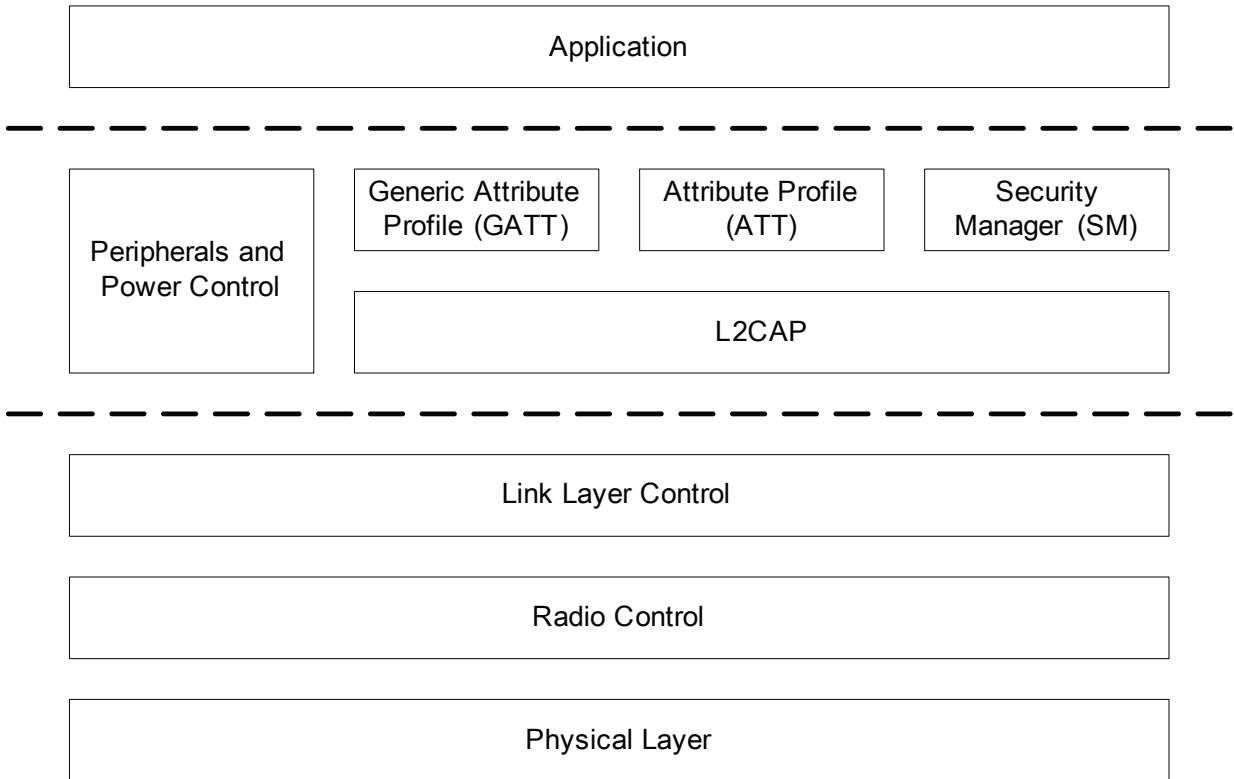 Application
Peripherals and
Power Control
Generic Attribute
Profile (GATT)
Attribute Profile
(ATT)
Security
Manager (SM)
L2CAP
Link Layer Control
Radio Control
Physical Layer